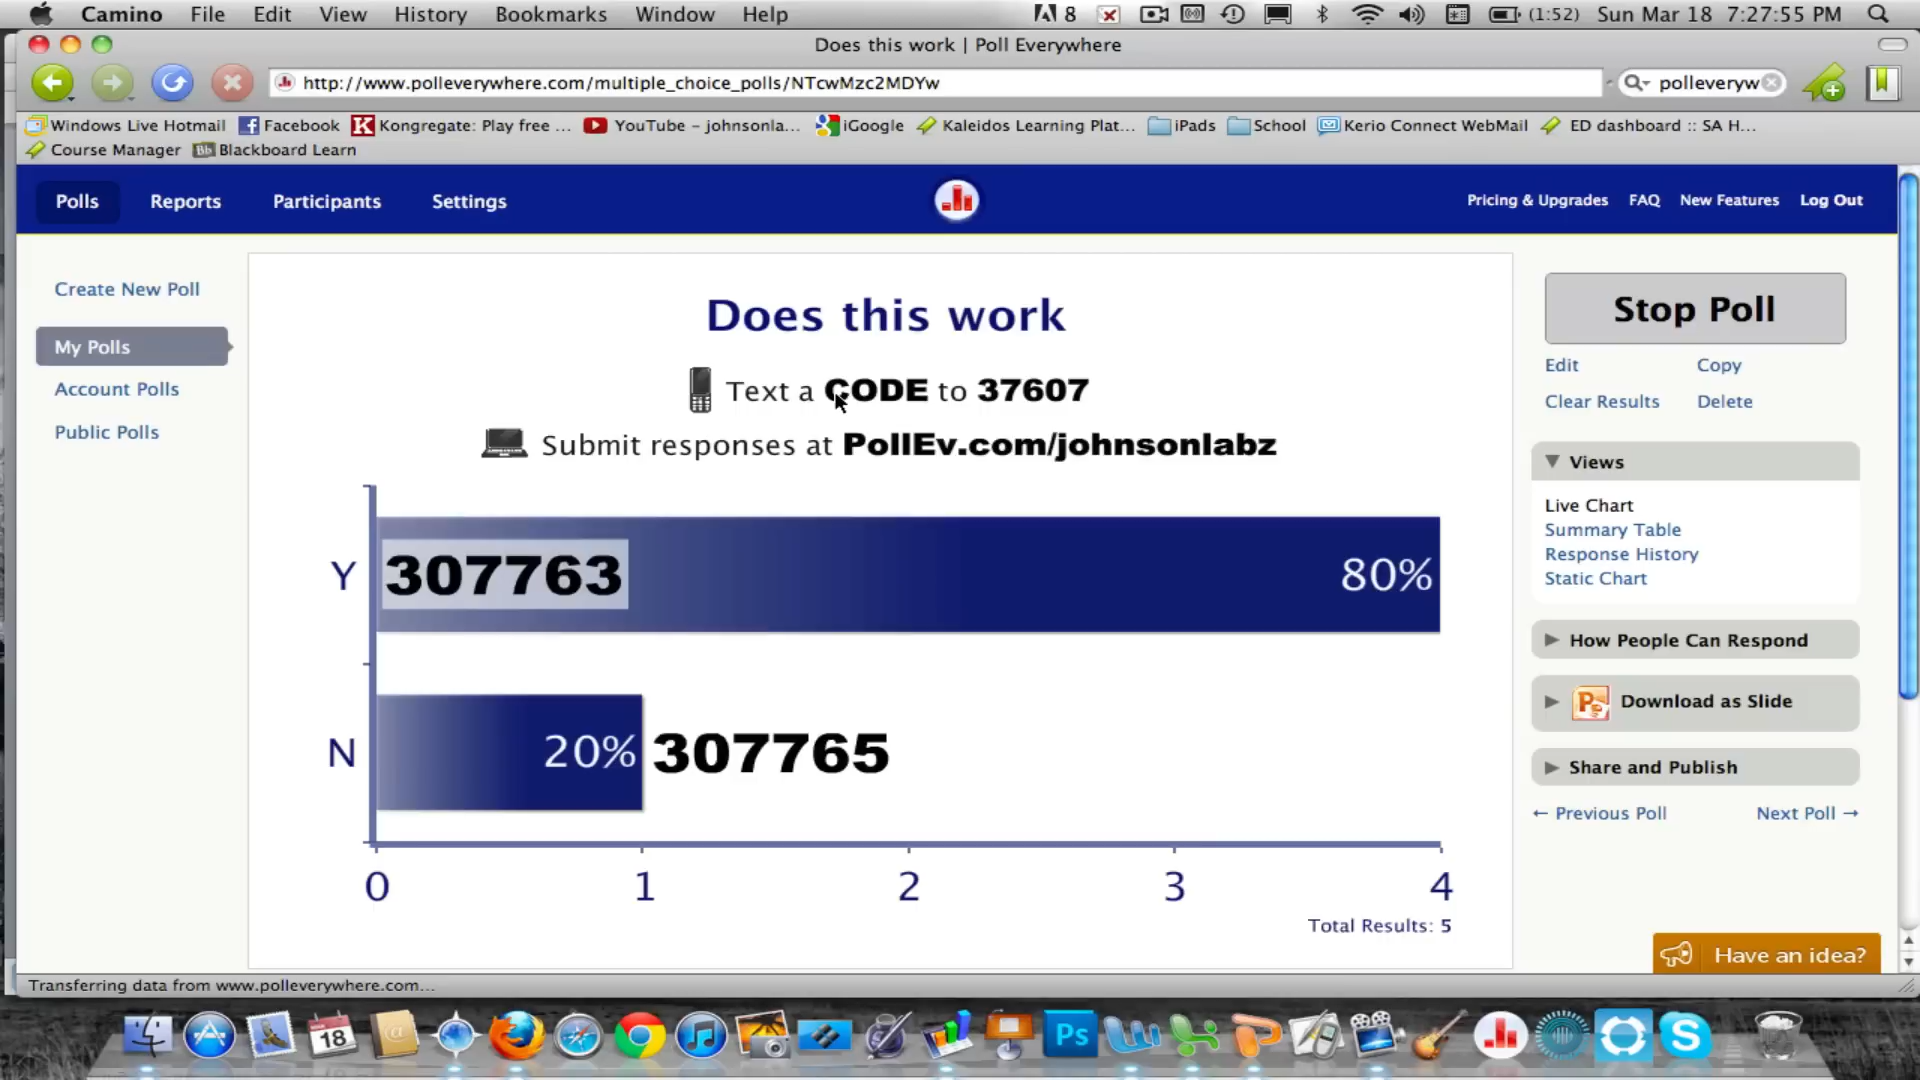 Camino File Edit View History Bookmarks Window Help 8 (1:52) Sun Mar 18 7:27:55 PM
Does this work | Poll Everywhere
http://www.polleverywhere.com/multiple_choice_polls/NTcwMzc2MDYw polleveryw
Windows Live Hotmail Facebook Kongregate: Play free ... YouTube – johnsonla... iGoogle Kaleidos Learning Plat... iPads School Kerio Connect WebMail ED dashboard :: SA H...
Course Manager Bb Blackboard Learn
Polls Reports Participants Settings Pricing & Upgrades FAQ New Features Log Out
Create New Poll
My Polls
Account Polls
Public Polls
Does this work
Text a CODE to 37607
Submit responses at PollEv.com/johnsonlabz
Y 307763 80%
N 20% 307765
0 1 2 3 4
Total Results: 5
Stop Poll
Edit Copy
Clear Results Delete
Views
Live Chart
Summary Table
Response History
Static Chart
How People Can Respond
Download as Slide
Share and Publish
← Previous Poll Next Poll →
Have an idea?
Transferring data from www.polleverywhere.com...
18
Ps